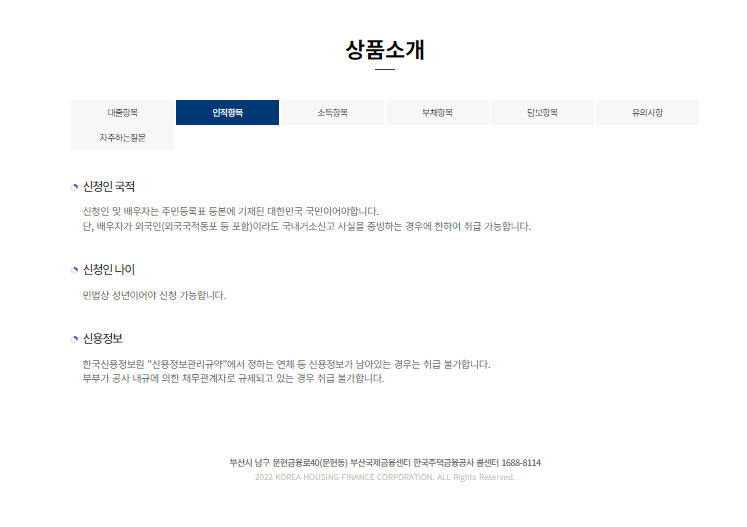 상품소개
대출항목 인적항목 소득항목 부채항목 담보항목 유의사항
자주하는질문
신청인 국적
신청인 및 배우자는 주민등록표 등본에 기재된 대한민국 국민이어야합니다.
단, 배우자가 외국인(외국국적동포 등 포함)이라도 국내거소신고 사실을 증빙하는 경우에 한하여 취급 가능합니다.
신청인 나이
민법상 성년이어야 신청 가능합니다.
신용정보
한국신용정보원 "신용정보관리규약"에서 정하는 연체 등 신용정보가 남아있는 경우는 취급 불가합니다.
부부가 공사 내규에 의한 채무관계자로 규제되고 있는 경우 취급 불가합니다.
부산시 남구 문현금융로40(문현동) 부산국제금융센터 한국주택금융공사 콜센터 1688-8114
2022 KOREA HOUSING FINANCE CORPORATION. ALL Rights Reserved.